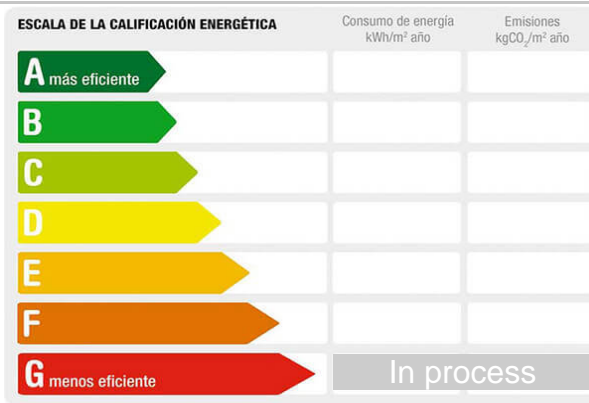 ESCALA DE LA CALIFICACIÓN ENERGÉTICA
Consumo de energía
kWh/m² año
Emisiones
kgCO₂/m² año
A más eficiente
B
C
D
E
F
G menos eficiente
In process